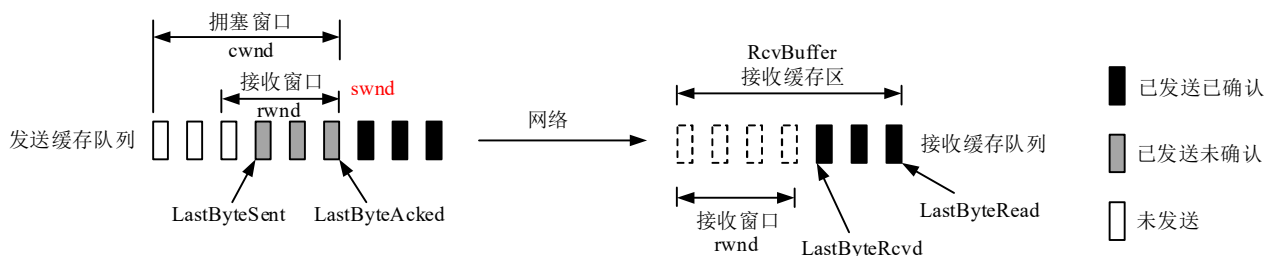 拥塞窗口
cwnd
接收窗口
rwnd
swnd
发送缓存队列
LastByteSent
LastByteAcked
网络
RcvBuffer
接收缓存区
接收缓存队列
接收窗口
rwnd
LastByteRcvd
LastByteRead
已发送已确认
已发送未确认
未发送